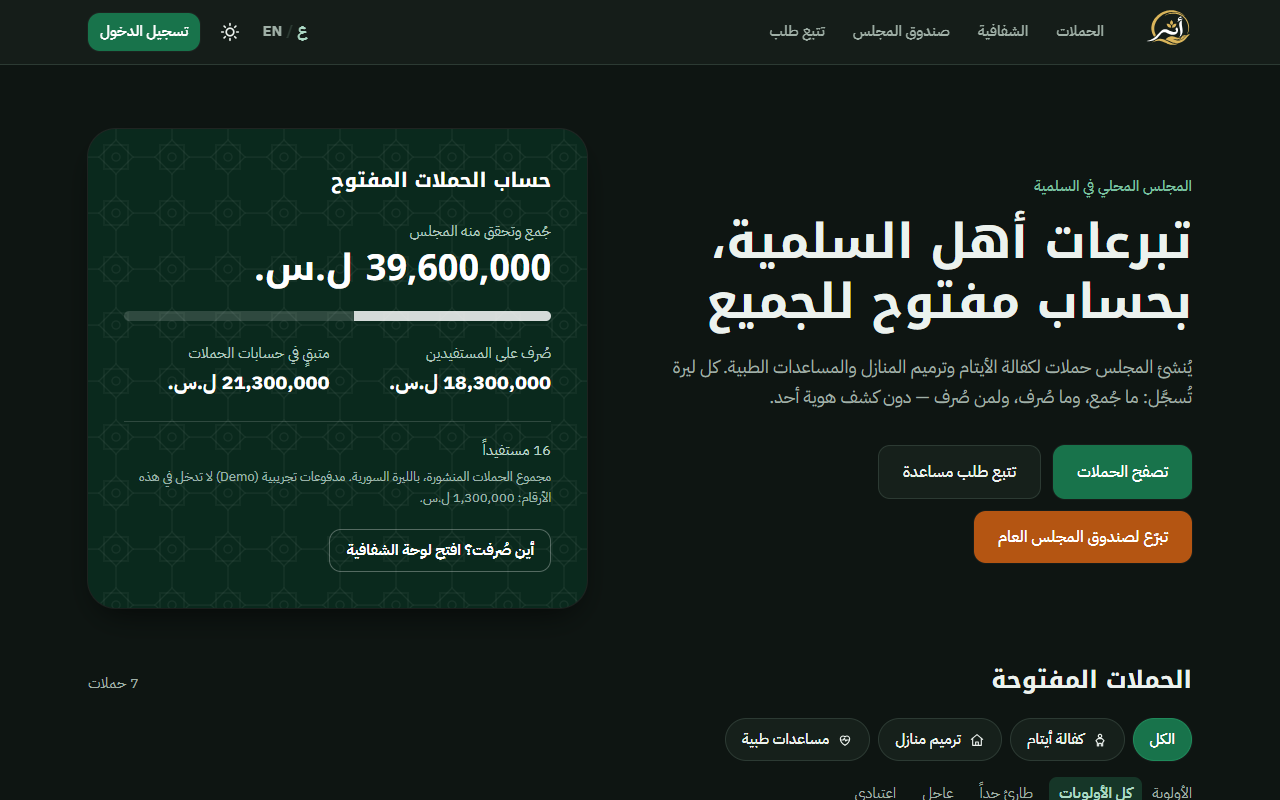 أثر
الحملات
الشفافية
صندوق المجلس
تتبع طلب
ع / EN
تسجيل الدخول
المجلس المحلي في السلمية
تبرعات أهل السلمية،
بحساب مفتوح للجميع
يُنشئ المجلس حملات لكفالة الأيتام وترميم المنازل والمساعدات الطبية. كل ليرة
تُسجَّل: ما جُمع، وما صُرف، ولمن صُرف — دون كشف هوية أحد.
تصفح الحملات
تتبع طلب مساعدة
تبرّع لصندوق المجلس العام
حساب الحملات المفتوح
جُمع وتحقق منه المجلس
39,600,000 ل.س.
صُرف على المستفيدين
18,300,000 ل.س.
متبقٍ في حسابات الحملات
21,300,000 ل.س.
16 مستفيداً
مجموع الحملات المنشورة، بالليرة السورية. مدفوعات تجريبية (Demo) لا تدخل في هذه
الأرقام: 1,300,000 ل.س.
أين صُرفت؟ افتح لوحة الشفافية
الحملات المفتوحة
7 حملات
الكل
كفالة أيتام
ترميم منازل
مساعدات طبية
الأولوية
كل الأولويات
طارئ جداً
عاجل
اعتيادي